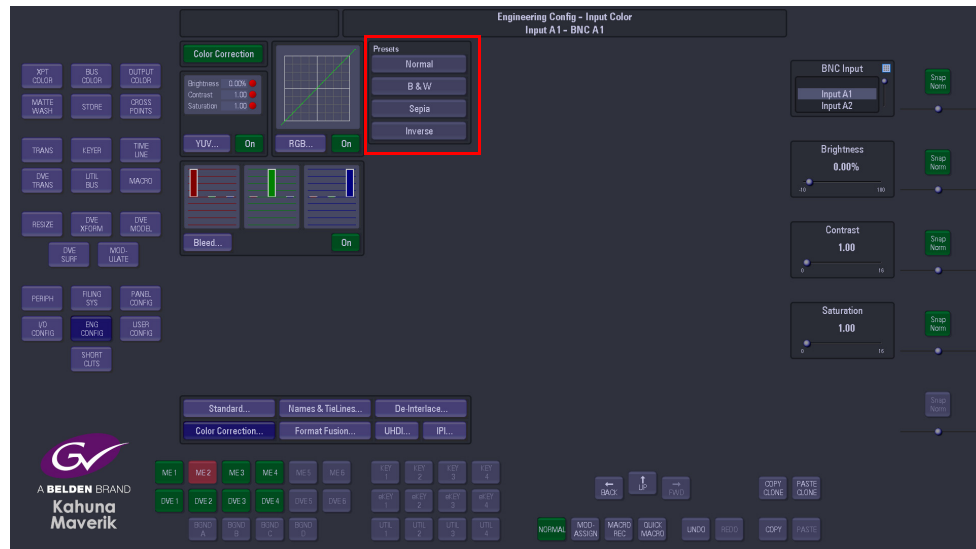 Engineering Config - Input Color
Input A1 - BNC A1
Color Correction
Presets
Normal
B & W
Sepia
Inverse
Brightness 0.00%
Contrast 1.00
Saturation 1.00
YUV... On
RGB... On
Bleed... On
XPT COLOR
BUS COLOR
OUTPUT COLOR
MATTE WASH
STORE
CROSS POINTS
TRANS
KEYER
TIME LINE
DVE TRANS
UTIL BUS
MACRO
RESIZE
DVE XFORM
DVE MODEL
DVE SURF
MOD-ULATE
PERIPH
FILING SYS
PANEL CONFIG
I/O CONFIG
ENG CONFIG
USER CONFIG
SHORT CUTS
BNC Input
Input A1
Input A2
Snap Norm
Brightness
0.00%
-10 180
Snap Norm
Contrast
1.00
0 16
Snap Norm
Saturation
1.00
0 16
Snap Norm
Snap Norm
Standard... Names & TieLines... De-Interlace...
Color Correction... Format Fusion... UHDI... IPI...
GV
A BELDEN BRAND
Kahuna
Maverik
ME 1 ME 2 ME 3 ME 4 ME 5 ME 6
DVE 1 DVE 2 DVE 3 DVE 4 DVE 5 DVE 6
BGND A BGND B BGND C BGND D
KEY 1 KEY 2 KEY 3 KEY 4
KEY 1 KEY 2 KEY 3 KEY 4
UTIL 1 UTIL 2 UTIL 3 UTIL 4
BACK UP FWD
COPY CLONE PASTE CLONE
NORMAL MOD-ASSIGN MACRO REC QUICK MACRO UNDO REDO COPY PASTE